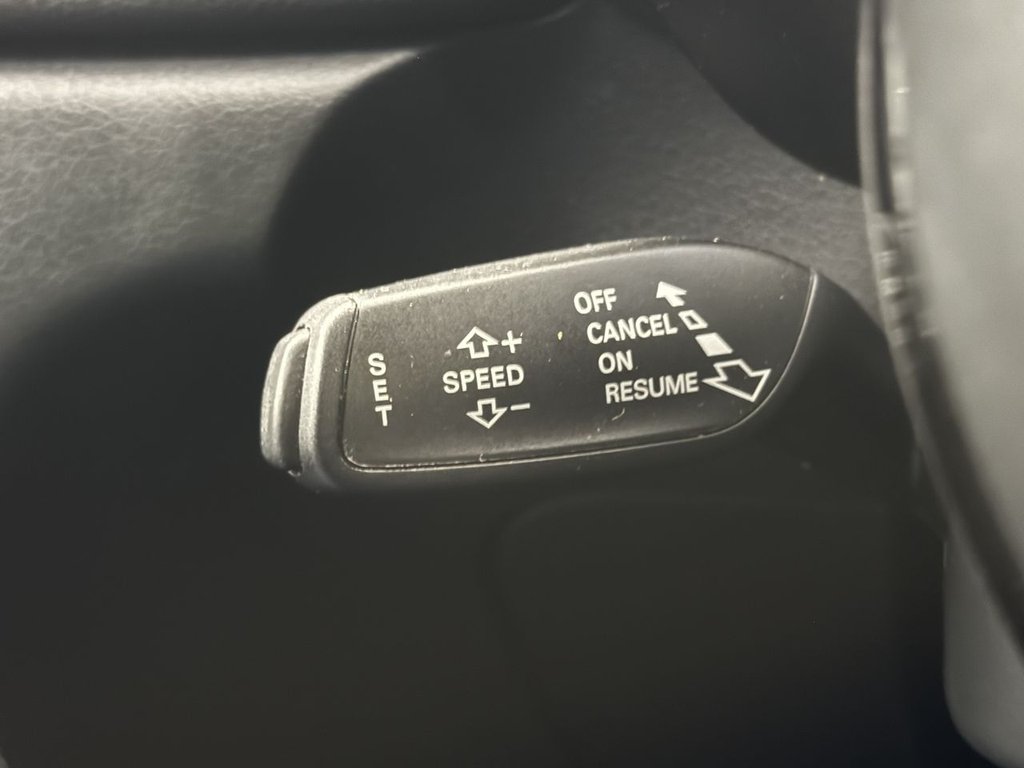 SET
+
SPEED
−
OFF
CANCEL
ON
RESUME